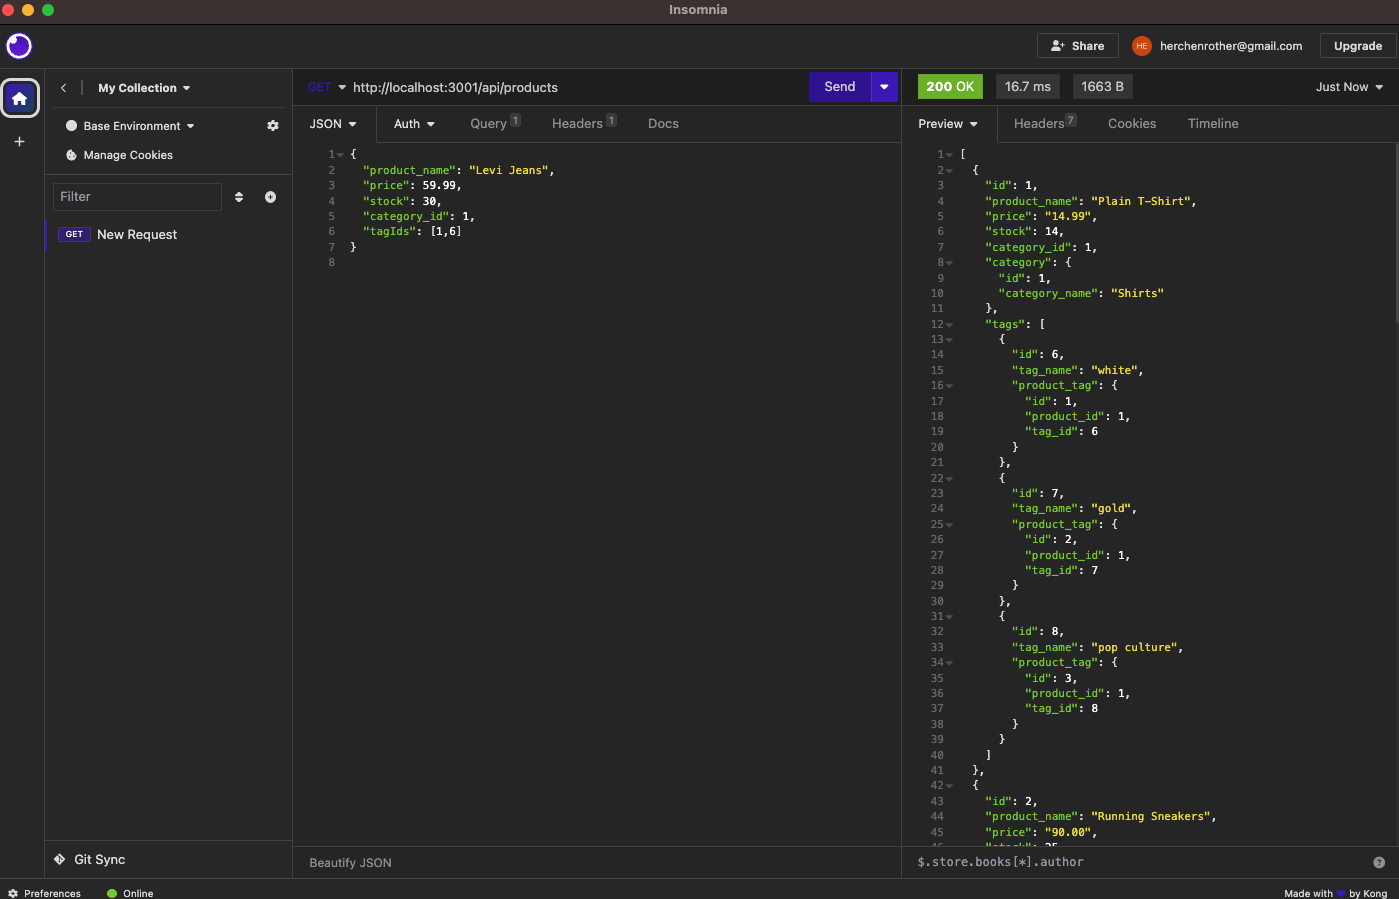 Insomnia
Share
HE
herchenrother@gmail.com
Upgrade
My Collection
Base Environment
Manage Cookies
Filter
GET New Request
Git Sync
Preferences
Online
GET http://localhost:3001/api/products
Send
JSON Auth Query 1 Headers 1 Docs
1 {
2 "product_name": "Levi Jeans",
3 "price": 59.99,
4 "stock": 30,
5 "category_id": 1,
6 "tagIds": [1,6]
7 }
8
Beautify JSON
200 OK 16.7 ms 1663 B Just Now
Preview Headers 7 Cookies Timeline
1 [
2 {
3 "id": 1,
4 "product_name": "Plain T-Shirt",
5 "price": "14.99",
6 "stock": 14,
7 "category_id": 1,
8 "category": {
9 "id": 1,
10 "category_name": "Shirts"
11 },
12 "tags": [
13 {
14 "id": 6,
15 "tag_name": "white",
16 "product_tag": {
17 "id": 1,
18 "product_id": 1,
19 "tag_id": 6
20 }
21 },
22 {
23 "id": 7,
24 "tag_name": "gold",
25 "product_tag": {
26 "id": 2,
27 "product_id": 1,
28 "tag_id": 7
29 }
30 },
31 {
32 "id": 8,
33 "tag_name": "pop culture",
34 "product_tag": {
35 "id": 3,
36 "product_id": 1,
37 "tag_id": 8
38 }
39 }
40 ]
41 },
42 {
43 "id": 2,
44 "product_name": "Running Sneakers",
45 "price": "90.00",
46 "stock": 25,
$.store.books[*].author
Made with 💜 by Kong